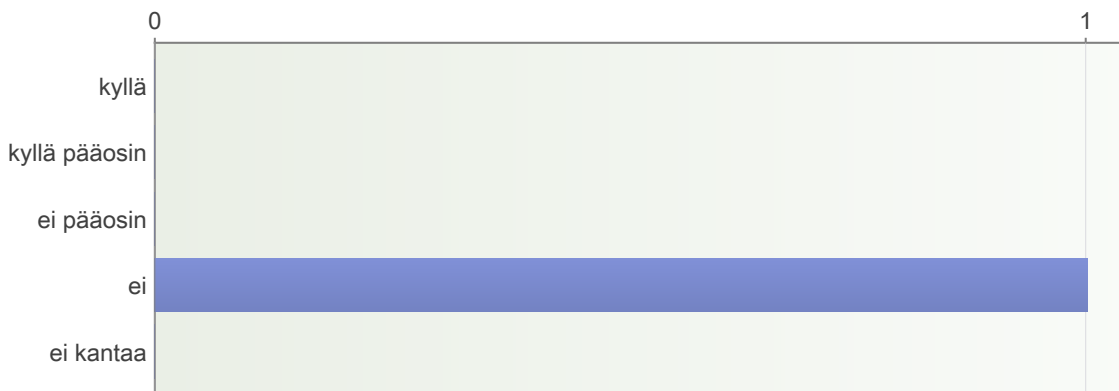 0 1
kyllä
kyllä pääosin
ei pääosin
ei
ei kantaa